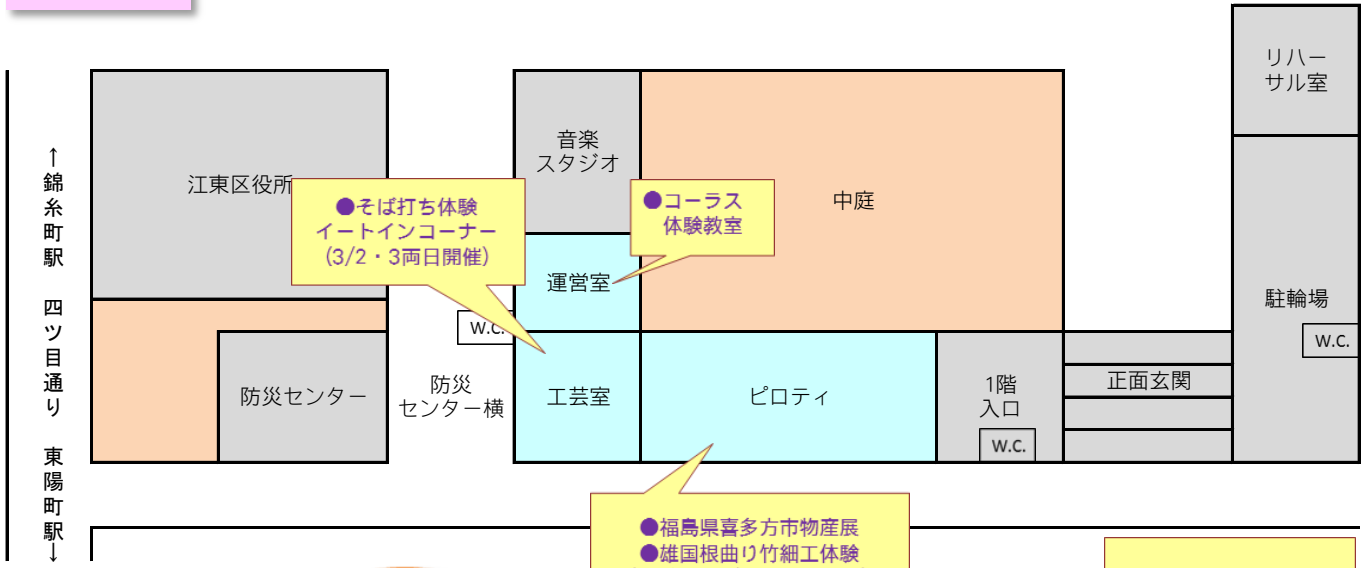 リハー
サル室
音楽
スタジオ
江東区役所
中庭
●そば打ち体験
イートインコーナー
(3/2・3両日開催)
●コーラス
体験教室
運営室
駐輪場
W.C.
W.C.
↑錦糸町駅　四ツ目通り　東陽町駅↓
防災センター
防災
センター横
工芸室
ピロティ
1階
入口
正面玄関
W.C.
●福島県喜多方市物産展
●雄国根曲り竹細工体験